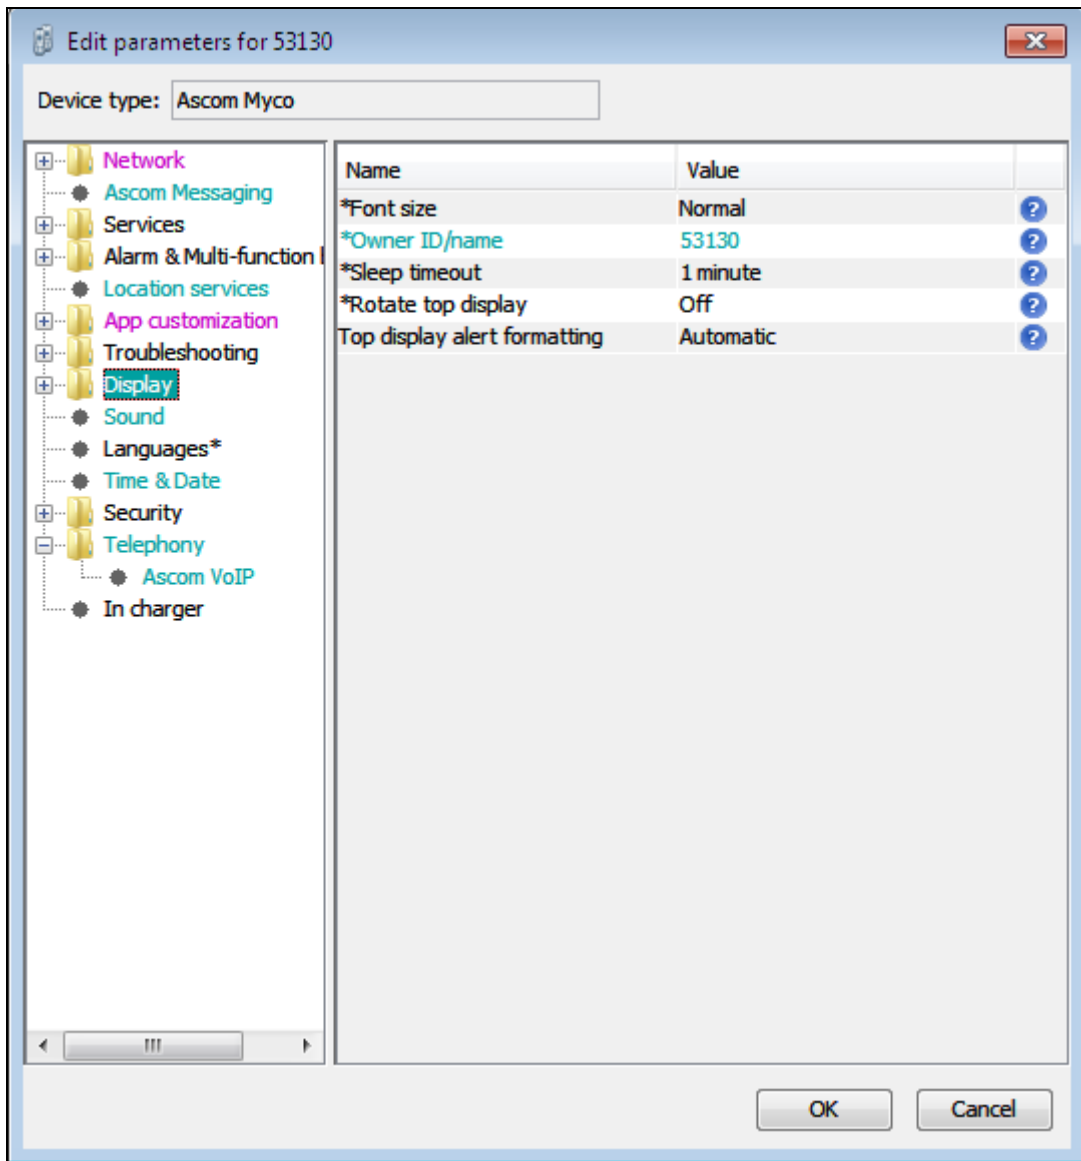 Edit parameters for 53130
Device type: Ascom Myco
Network
Ascom Messaging
Services
Alarm & Multi-function
Location services
App customization
Troubleshooting
Display
Sound
Languages*
Time & Date
Security
Telephony
Ascom VoIP
In charger
Name Value
*Font size Normal
*Owner ID/name 53130
*Sleep timeout 1 minute
*Rotate top display Off
Top display alert formatting Automatic
OK Cancel